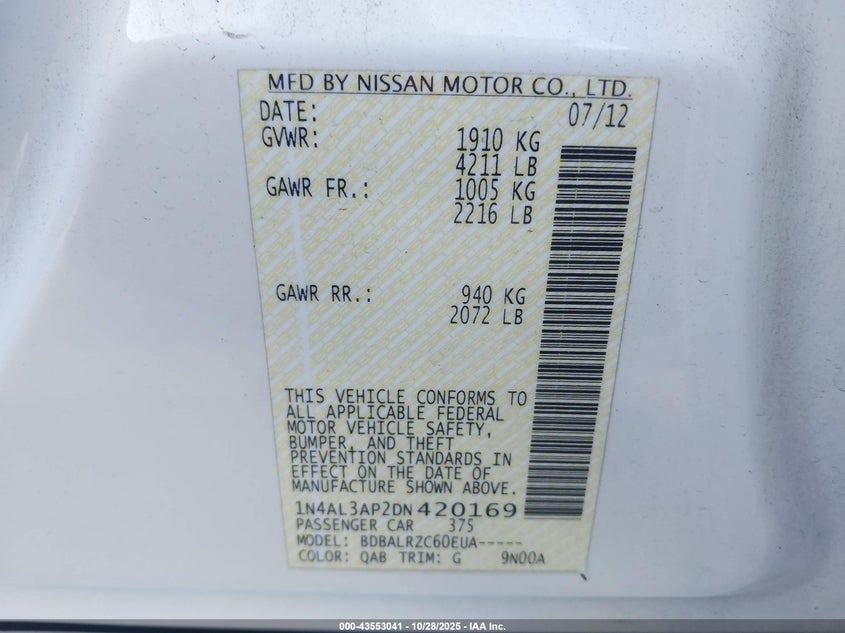 MFD BY NISSAN MOTOR CO., LTD.
DATE: 07/12
GVWR: 1910 KG
4211 LB
GAWR FR.: 1005 KG
2216 LB
GAWR RR.: 940 KG
2072 LB
THIS VEHICLE CONFORMS TO
ALL APPLICABLE FEDERAL
MOTOR VEHICLE SAFETY,
BUMPER, AND THEFT
PREVENTION STANDARDS IN
EFFECT ON THE DATE OF
MANUFACTURE SHOWN ABOVE.
1N4AL3AP2DN420169
PASSENGER CAR 375
MODEL: BDBALRZC60EUA-----
COLOR: QAB TRIM: G 9N00A
000-43553041 - 10/28/2025 - IAA Inc.